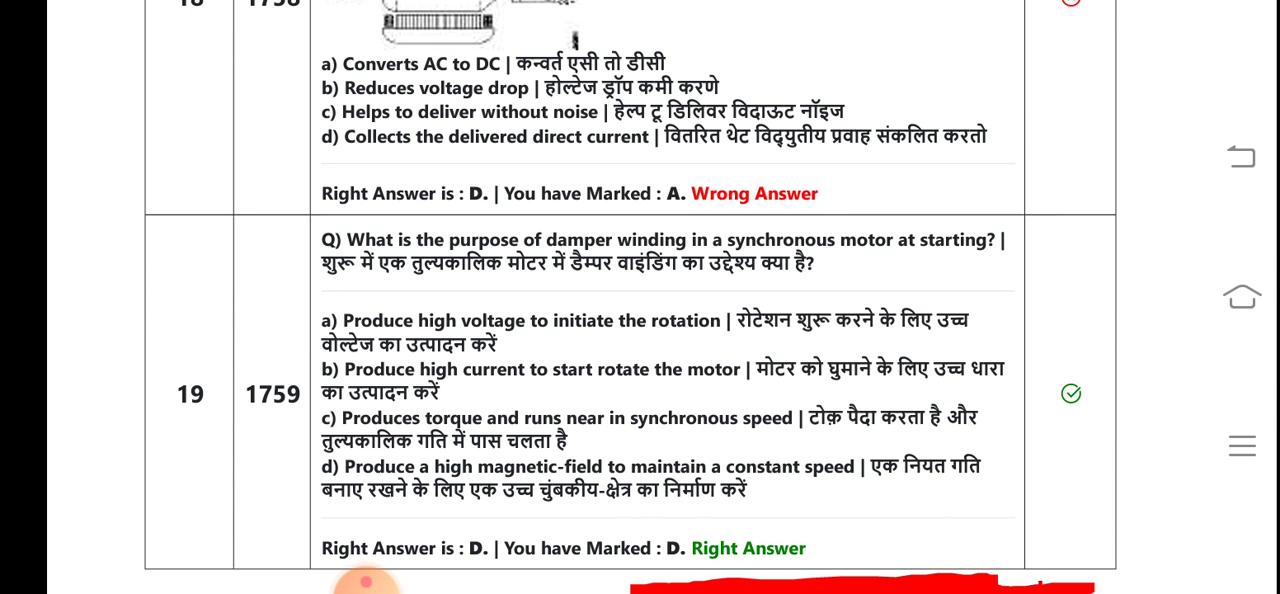 18
1758
a) Converts AC to DC | कन्वर्त एसी तो डीसी
b) Reduces voltage drop | होल्टेज ड्रॉप कमी करणे
c) Helps to deliver without noise | हेल्प टू डिलिवर विदाऊट नॉइज
d) Collects the delivered direct current | वितरित थेट विद्युतीय प्रवाह संकलित करतो
Right Answer is : D. | You have Marked : A. Wrong Answer
19
1759
Q) What is the purpose of damper winding in a synchronous motor at starting? |
शुरू में एक तुल्यकालिक मोटर में डैम्पर वाइंडिंग का उद्देश्य क्या है?
a) Produce high voltage to initiate the rotation | रोटेशन शुरू करने के लिए उच्च
वोल्टेज का उत्पादन करें
b) Produce high current to start rotate the motor | मोटर को घुमाने के लिए उच्च धारा
का उत्पादन करें
c) Produces torque and runs near in synchronous speed | टोक़ पैदा करता है और
तुल्यकालिक गति में पास चलता है
d) Produce a high magnetic-field to maintain a constant speed | एक नियत गति
बनाए रखने के लिए एक उच्च चुंबकीय-क्षेत्र का निर्माण करें
Right Answer is : D. | You have Marked : D. Right Answer